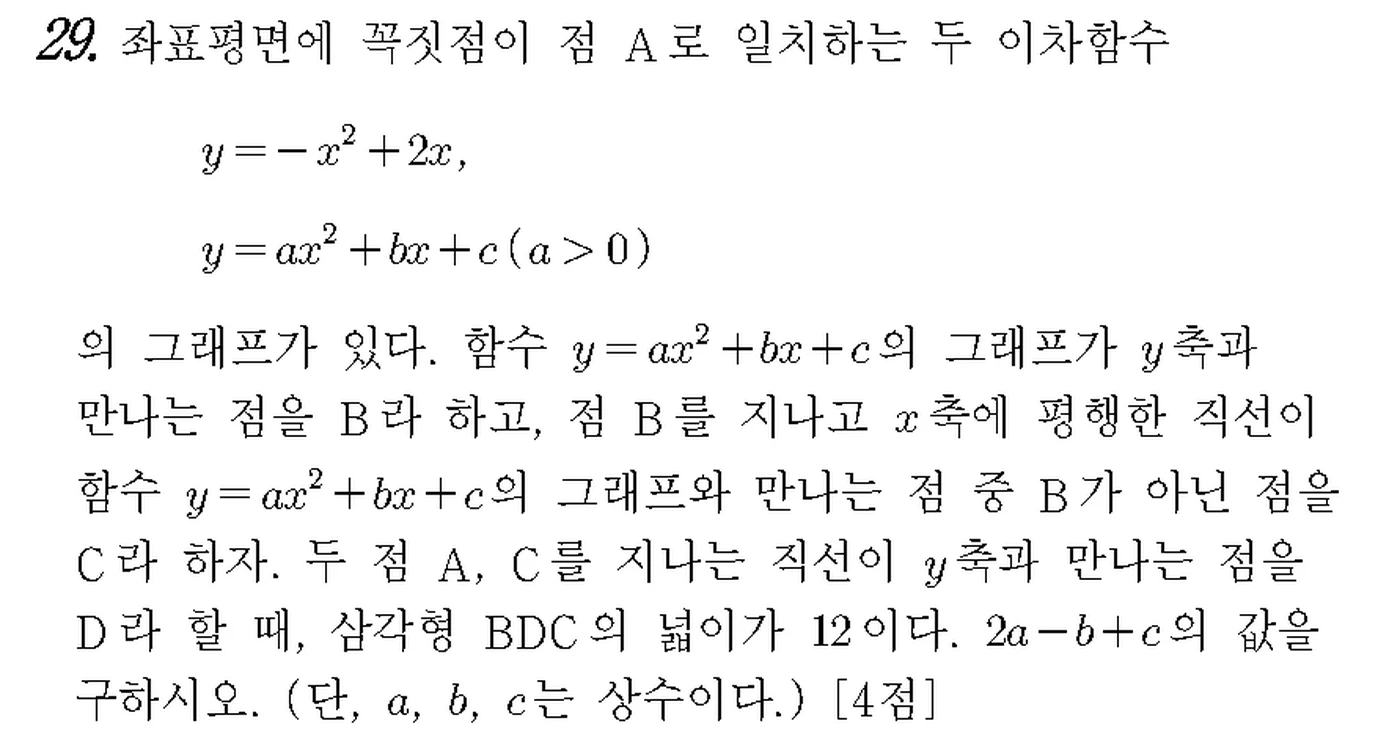 29. 좌표평면에 꼭짓점이 점 A로 일치하는 두 이차함수
y=−x²+2x,
y=ax²+bx+c(a>0)
의 그래프가 있다. 함수 y=ax²+bx+c의 그래프가 y축과
만나는 점을 B라 하고, 점 B를 지나고 x축에 평행한 직선이
함수 y=ax²+bx+c의 그래프와 만나는 점 중 B가 아닌 점을
C라 하자. 두 점 A, C를 지나는 직선이 y축과 만나는 점을
D라 할 때, 삼각형 BDC의 넓이가 12이다. 2a−b+c의 값을
구하시오. (단, a, b, c는 상수이다.) [4점]